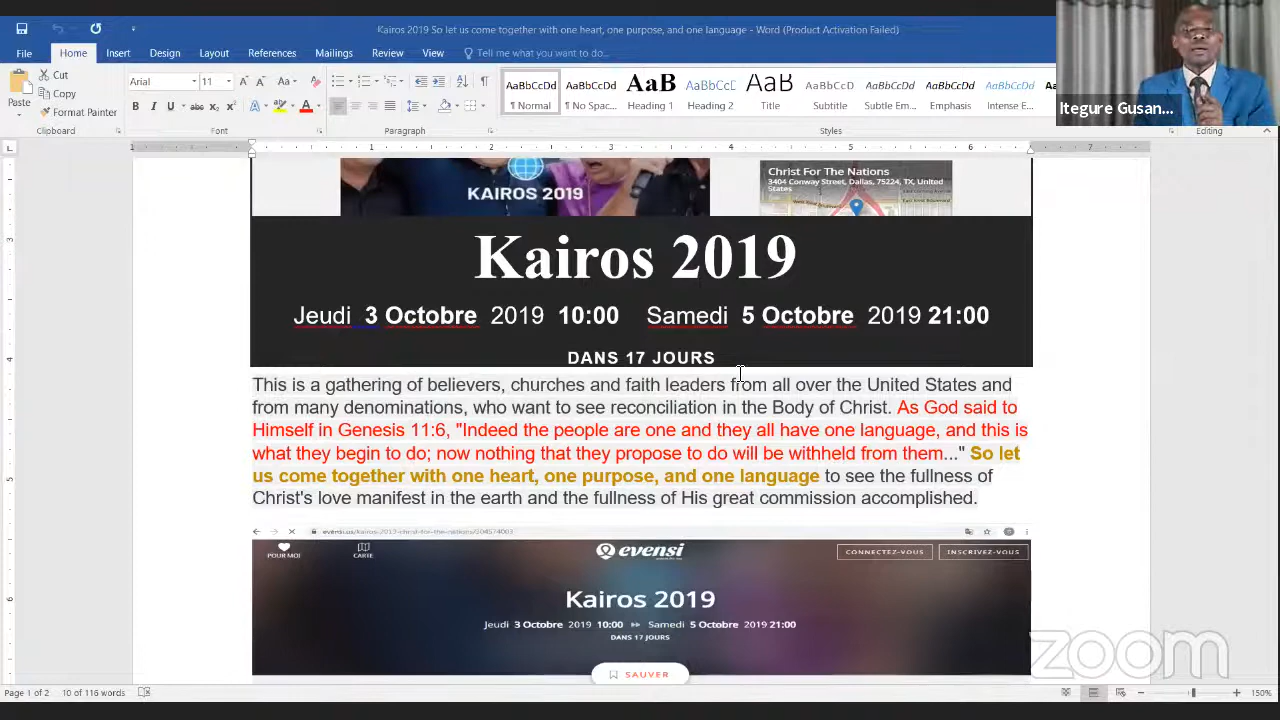 Kairos 2019 So let us come together with one heart, one purpose, and one language - Word (Product Activation Failed)
File Home Insert Design Layout References Mailings Review View Tell me what you want to do...
Cut
Copy
Format Painter
Paste
Arial 11
AaBbCcDd AaBbCcDd AaB AaBbCcDd AaB AaBbCcD AaBbCcDd AaBbCcDd AaBbCcDd
¶ Normal ¶ No Spac... Heading 1 Heading 2 Title Subtitle Subtle Em... Emphasis Intense E...
Clipboard Font Paragraph Styles Editing
Itegure Gusan...
KAIROS 2019
Christ For The Nations
3404 Conway Street, Dallas, 75224, TX, United
States
Kairos 2019
Jeudi 3 Octobre 2019 10:00 Samedi 5 Octobre 2019 21:00
DANS 17 JOURS
This is a gathering of believers, churches and faith leaders from all over the United States and
from many denominations, who want to see reconciliation in the Body of Christ. As God said to
Himself in Genesis 11:6, "Indeed the people are one and they all have one language, and this is
what they begin to do; now nothing that they propose to do will be withheld from them..." So let
us come together with one heart, one purpose, and one language to see the fullness of
Christ's love manifest in the earth and the fullness of His great commission accomplished.
POUR MOI CARTE evensi CONNECTEZ-VOUS INSCRIVEZ-VOUS
Kairos 2019
Jeudi 3 Octobre 2019 10:00 Samedi 5 Octobre 2019 21:00
DANS 17 JOURS
SAUVER
zoom
Page 1 of 2 10 of 116 words 150%